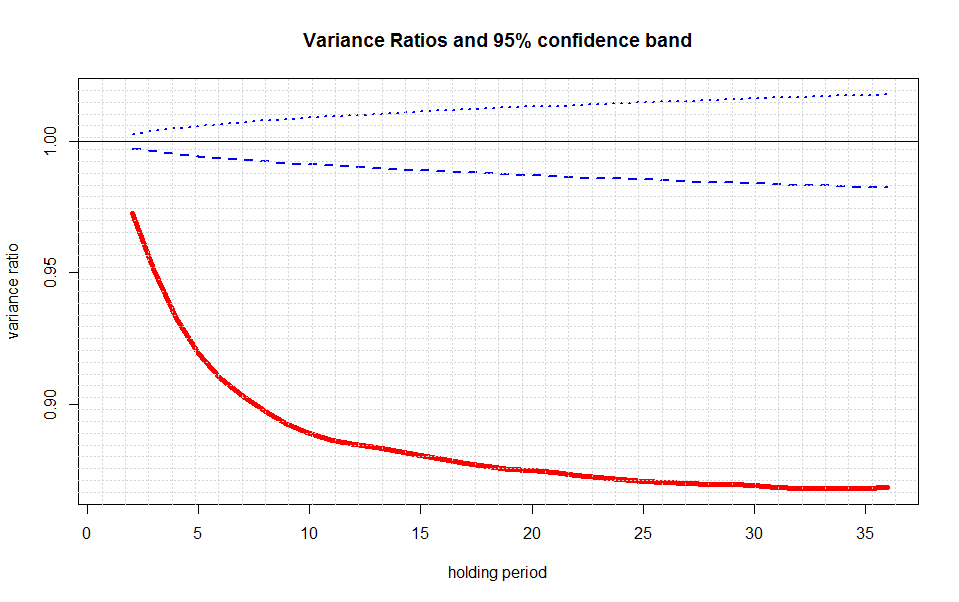 Variance Ratios and 95% confidence band
variance ratio
1.00
0.95
0.90
0 5 10 15 20 25 30 35
holding period